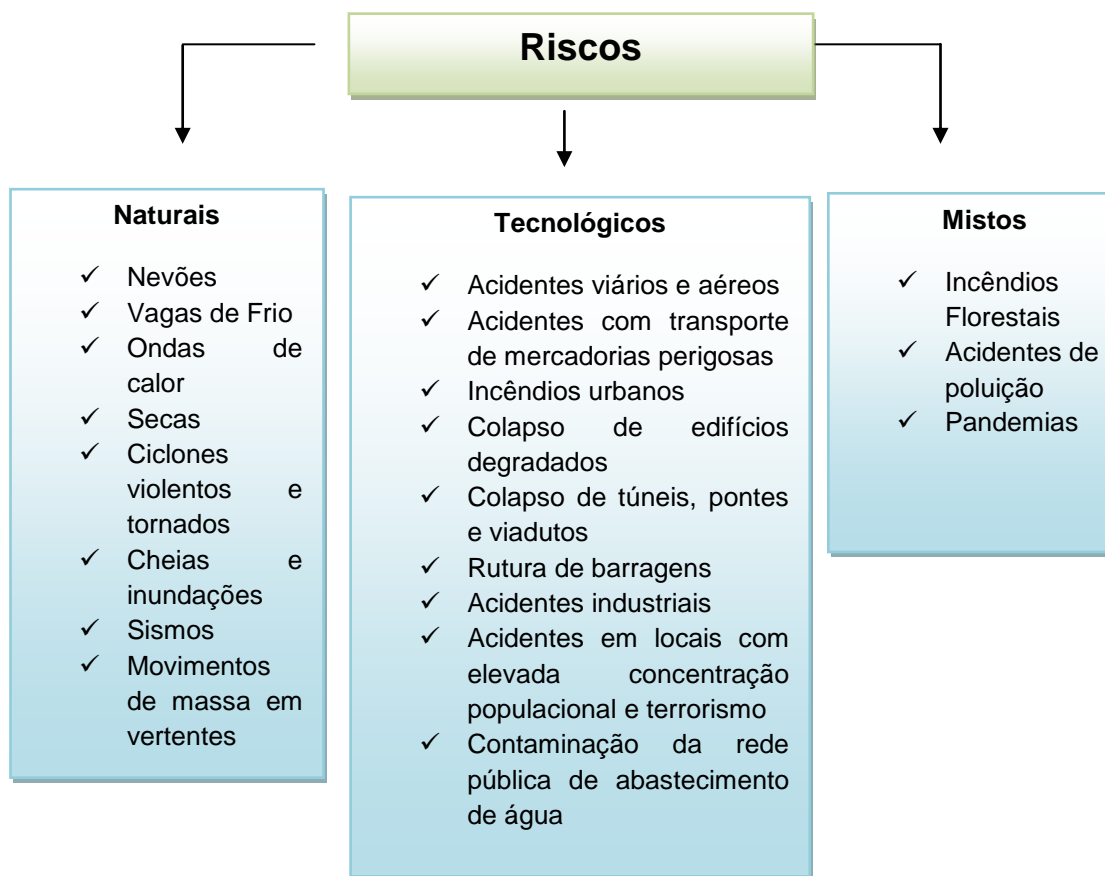 Riscos
Naturais
✓ Nevões
✓ Vagas de Frio
✓ Ondas de
calor
✓ Secas
✓ Ciclones
violentos e
tornados
✓ Cheias e
inundações
✓ Sismos
✓ Movimentos
de massa em
vertentes
Tecnológicos
✓ Acidentes viários e aéreos
✓ Acidentes com transporte
de mercadorias perigosas
✓ Incêndios urbanos
✓ Colapso de edifícios
degradados
✓ Colapso de túneis, pontes
e viadutos
✓ Rutura de barragens
✓ Acidentes industriais
✓ Acidentes em locais com
elevada concentração
populacional e terrorismo
✓ Contaminação da rede
pública de abastecimento
de água
Mistos
✓ Incêndios
Florestais
✓ Acidentes de
poluição
✓ Pandemias